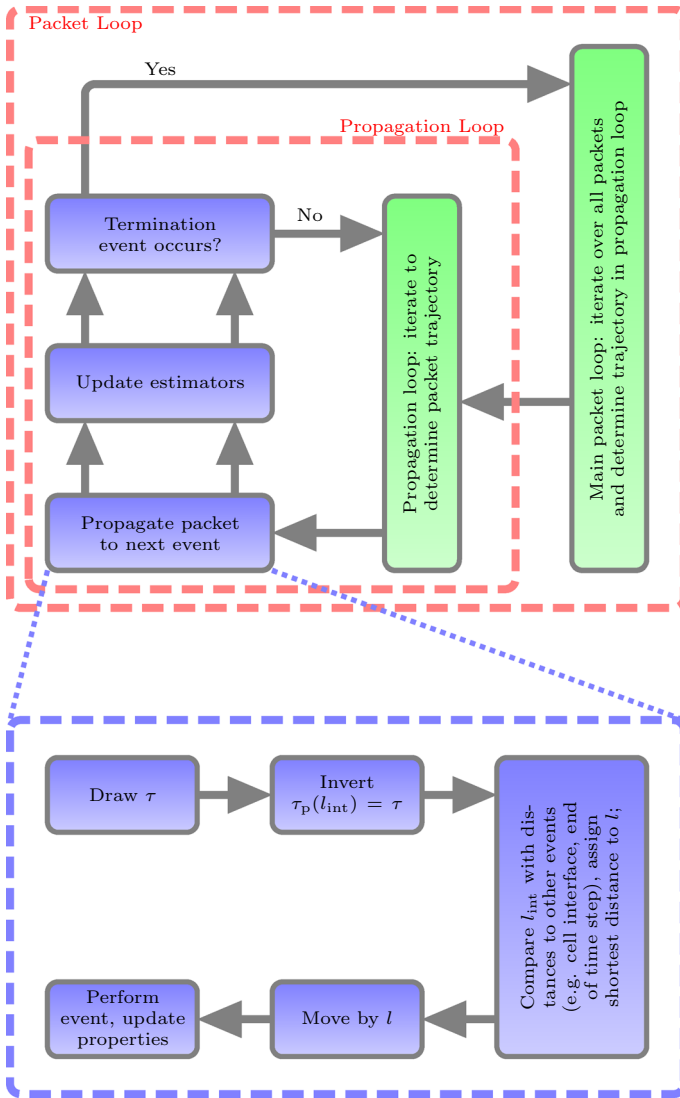 Packet Loop
Yes
Propagation Loop
Termination
event occurs?
No
Update estimators
Propagate packet
to next event
Propagation loop: iterate to
determine packet trajectory
Main packet loop: iterate over all packets
and determine trajectory in propagation loop
Draw τ
Invert
τ_p(l_int) = τ
Compare l_int with dis-
tances to other events
(e.g. cell interface, end
of time step), assign
shortest distance to l;
Move by l
Perform
event, update
properties